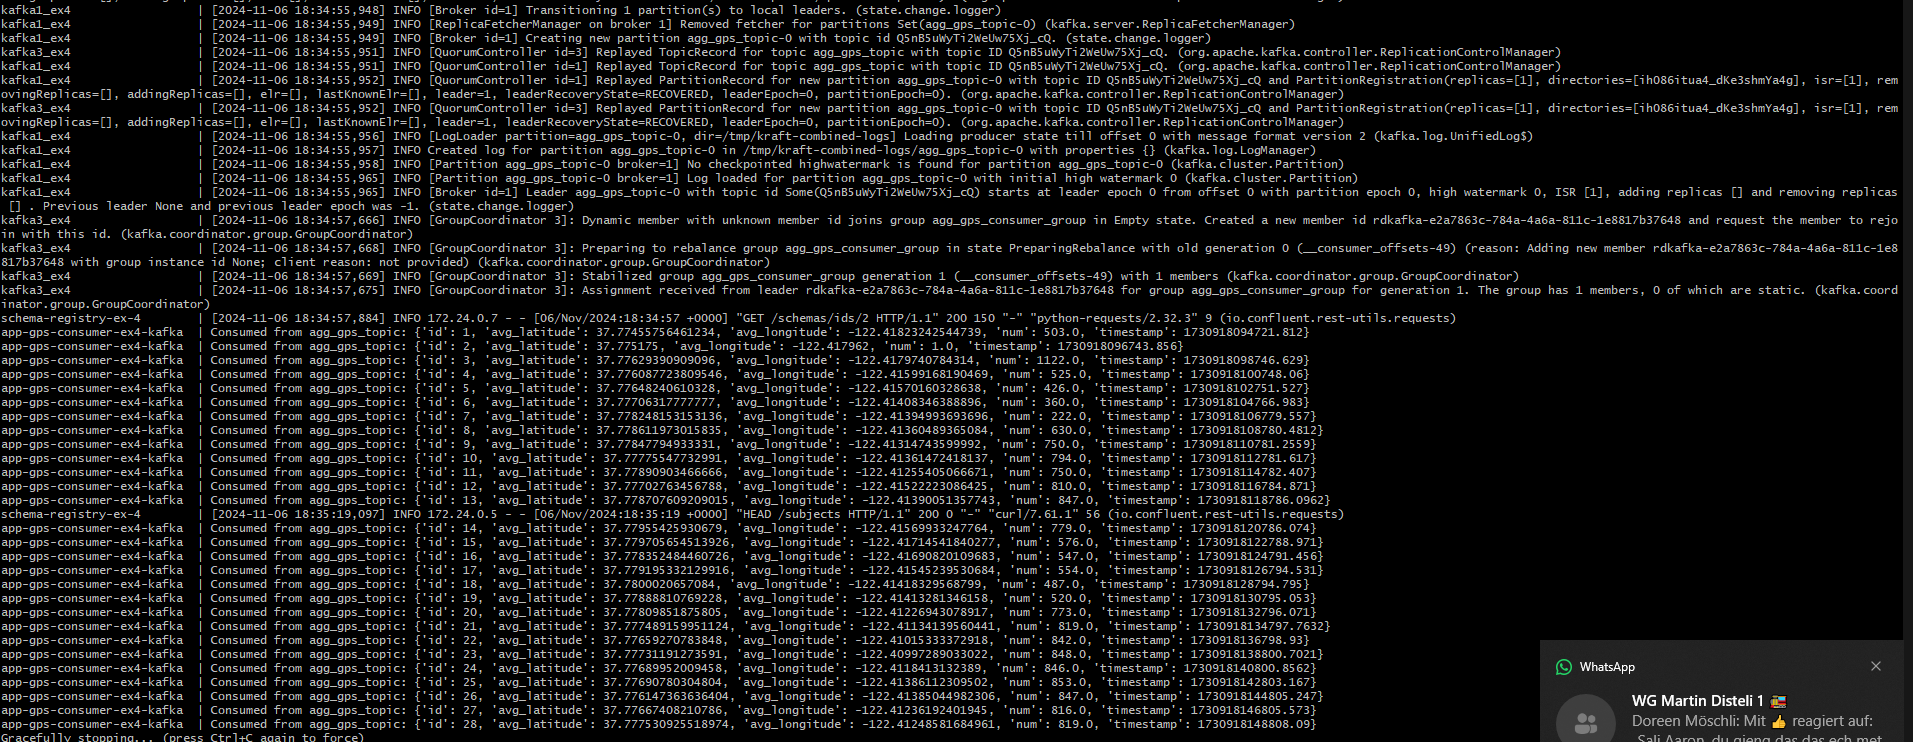 kafka1_ex4 | [2024-11-06 18:34:55,948] INFO [Broker id=1] Transitioning 1 partition(s) to local leaders. (state.change.logger)
kafka1_ex4 | [2024-11-06 18:34:55,949] INFO [ReplicaFetcherManager on broker 1] Removed fetcher for partitions Set(agg_gps_topic-0) (kafka.server.ReplicaFetcherManager)
kafka1_ex4 | [2024-11-06 18:34:55,949] INFO [Broker id=1] Creating new partition agg_gps_topic-0 with topic id Q5nB5uWyTi2WeUw75Xj_cQ. (state.change.logger)
kafka3_ex4 | [2024-11-06 18:34:55,951] INFO [QuorumController id=3] Replayed TopicRecord for topic agg_gps_topic with topic ID Q5nB5uWyTi2WeUw75Xj_cQ. (org.apache.kafka.controller.ReplicationControlManager)
kafka1_ex4 | [2024-11-06 18:34:55,951] INFO [QuorumController id=1] Replayed TopicRecord for topic agg_gps_topic with topic ID Q5nB5uWyTi2WeUw75Xj_cQ. (org.apache.kafka.controller.ReplicationControlManager)
kafka1_ex4 | [2024-11-06 18:34:55,952] INFO [QuorumController id=1] Replayed PartitionRecord for new partition agg_gps_topic-0 with topic ID Q5nB5uWyTi2WeUw75Xj_cQ and PartitionRegistration(replicas=[1], directories=[ihO86itua4_dKe3shmYa4g], isr=[1], rem
ovingReplicas=[], addingReplicas=[], elr=[], lastKnownElr=[], leader=1, leaderRecoveryState=RECOVERED, leaderEpoch=0, partitionEpoch=0). (org.apache.kafka.controller.ReplicationControlManager)
kafka3_ex4 | [2024-11-06 18:34:55,952] INFO [QuorumController id=3] Replayed PartitionRecord for new partition agg_gps_topic-0 with topic ID Q5nB5uWyTi2WeUw75Xj_cQ and PartitionRegistration(replicas=[1], directories=[ihO86itua4_dKe3shmYa4g], isr=[1], rem
ovingReplicas=[], addingReplicas=[], elr=[], lastKnownElr=[], leader=1, leaderRecoveryState=RECOVERED, leaderEpoch=0, partitionEpoch=0). (org.apache.kafka.controller.ReplicationControlManager)
kafka1_ex4 | [2024-11-06 18:34:55,956] INFO [LogLoader partition=agg_gps_topic-0, dir=/tmp/kraft-combined-logs] Loading producer state till offset 0 with message format version 2 (kafka.log.UnifiedLog$)
kafka1_ex4 | [2024-11-06 18:34:55,957] INFO Created log for partition agg_gps_topic-0 in /tmp/kraft-combined-logs/agg_gps_topic-0 with properties {} (kafka.log.LogManager)
kafka1_ex4 | [2024-11-06 18:34:55,958] INFO [Partition agg_gps_topic-0 broker=1] No checkpointed highwatermark is found for partition agg_gps_topic-0 (kafka.cluster.Partition)
kafka1_ex4 | [2024-11-06 18:34:55,965] INFO [Partition agg_gps_topic-0 broker=1] Log loaded for partition agg_gps_topic-0 with initial high watermark 0 (kafka.cluster.Partition)
kafka1_ex4 | [2024-11-06 18:34:55,965] INFO [Broker id=1] Leader agg_gps_topic-0 with topic id Some(Q5nB5uWyTi2WeUw75Xj_cQ) starts at leader epoch 0 from offset 0 with partition epoch 0, high watermark 0, ISR [1], adding replicas [] and removing replicas
[] . Previous leader None and previous leader epoch was -1. (state.change.logger)
kafka3_ex4 | [2024-11-06 18:34:57,666] INFO [GroupCoordinator 3]: Dynamic member with unknown member id joins group agg_gps_consumer_group in Empty state. Created a new member id rdkafka-e2a7863c-784a-4a6a-811c-1e8817b37648 and request the member to rejo
in with this id. (kafka.coordinator.group.GroupCoordinator)
kafka3_ex4 | [2024-11-06 18:34:57,668] INFO [GroupCoordinator 3]: Preparing to rebalance group agg_gps_consumer_group in state PreparingRebalance with old generation 0 (__consumer_offsets-49) (reason: Adding new member rdkafka-e2a7863c-784a-4a6a-811c-1e8
817b37648 with group instance id None; client reason: not provided) (kafka.coordinator.group.GroupCoordinator)
kafka3_ex4 | [2024-11-06 18:34:57,669] INFO [GroupCoordinator 3]: Stabilized group agg_gps_consumer_group generation 1 (__consumer_offsets-49) with 1 members (kafka.coordinator.group.GroupCoordinator)
kafka3_ex4 | [2024-11-06 18:34:57,675] INFO [GroupCoordinator 3]: Assignment received from leader rdkafka-e2a7863c-784a-4a6a-811c-1e8817b37648 for group agg_gps_consumer_group for generation 1. The group has 1 members, 0 of which are static. (kafka.coord
inator.group.GroupCoordinator)
schema-registry-ex-4 | [2024-11-06 18:34:57,884] INFO 172.24.0.7 - - [06/Nov/2024:18:34:57 +0000] "GET /schemas/ids/2 HTTP/1.1" 200 150 "-" "python-requests/2.32.3" 9 (io.confluent.rest-utils.requests)
app-gps-consumer-ex4-kafka | Consumed from agg_gps_topic: {'id': 1, 'avg_latitude': 37.77455756461234, 'avg_longitude': -122.41823242544739, 'num': 503.0, 'timestamp': 1730918094721.812}
app-gps-consumer-ex4-kafka | Consumed from agg_gps_topic: {'id': 2, 'avg_latitude': 37.775175, 'avg_longitude': -122.417962, 'num': 1.0, 'timestamp': 1730918096743.856}
app-gps-consumer-ex4-kafka | Consumed from agg_gps_topic: {'id': 3, 'avg_latitude': 37.77629390909096, 'avg_longitude': -122.4179740784314, 'num': 1122.0, 'timestamp': 1730918098746.629}
app-gps-consumer-ex4-kafka | Consumed from agg_gps_topic: {'id': 4, 'avg_latitude': 37.776087723809546, 'avg_longitude': -122.41599168190469, 'num': 525.0, 'timestamp': 1730918100748.06}
app-gps-consumer-ex4-kafka | Consumed from agg_gps_topic: {'id': 5, 'avg_latitude': 37.77648240610328, 'avg_longitude': -122.41570160328638, 'num': 426.0, 'timestamp': 1730918102751.527}
app-gps-consumer-ex4-kafka | Consumed from agg_gps_topic: {'id': 6, 'avg_latitude': 37.77706317777777, 'avg_longitude': -122.41408346388896, 'num': 360.0, 'timestamp': 1730918104766.983}
app-gps-consumer-ex4-kafka | Consumed from agg_gps_topic: {'id': 7, 'avg_latitude': 37.778248153153136, 'avg_longitude': -122.41394993693696, 'num': 222.0, 'timestamp': 1730918106779.557}
app-gps-consumer-ex4-kafka | Consumed from agg_gps_topic: {'id': 8, 'avg_latitude': 37.778611973015835, 'avg_longitude': -122.41360489365084, 'num': 630.0, 'timestamp': 1730918108780.4812}
app-gps-consumer-ex4-kafka | Consumed from agg_gps_topic: {'id': 9, 'avg_latitude': 37.77847794933331, 'avg_longitude': -122.41314743599992, 'num': 750.0, 'timestamp': 1730918110781.2559}
app-gps-consumer-ex4-kafka | Consumed from agg_gps_topic: {'id': 10, 'avg_latitude': 37.77775547732991, 'avg_longitude': -122.41361472418137, 'num': 794.0, 'timestamp': 1730918112781.617}
app-gps-consumer-ex4-kafka | Consumed from agg_gps_topic: {'id': 11, 'avg_latitude': 37.77890903466666, 'avg_longitude': -122.41255405066671, 'num': 750.0, 'timestamp': 1730918114782.407}
app-gps-consumer-ex4-kafka | Consumed from agg_gps_topic: {'id': 12, 'avg_latitude': 37.77702763456788, 'avg_longitude': -122.41522223086425, 'num': 810.0, 'timestamp': 1730918116784.871}
app-gps-consumer-ex4-kafka | Consumed from agg_gps_topic: {'id': 13, 'avg_latitude': 37.778707609209015, 'avg_longitude': -122.41390051357743, 'num': 847.0, 'timestamp': 1730918118786.0962}
schema-registry-ex-4 | [2024-11-06 18:35:19,097] INFO 172.24.0.5 - - [06/Nov/2024:18:35:19 +0000] "HEAD /subjects HTTP/1.1" 200 0 "-" "curl/7.61.1" 56 (io.confluent.rest-utils.requests)
app-gps-consumer-ex4-kafka | Consumed from agg_gps_topic: {'id': 14, 'avg_latitude': 37.77955425930679, 'avg_longitude': -122.41569933247764, 'num': 779.0, 'timestamp': 1730918120786.074}
app-gps-consumer-ex4-kafka | Consumed from agg_gps_topic: {'id': 15, 'avg_latitude': 37.779705654513926, 'avg_longitude': -122.41714541840277, 'num': 576.0, 'timestamp': 1730918122788.971}
app-gps-consumer-ex4-kafka | Consumed from agg_gps_topic: {'id': 16, 'avg_latitude': 37.778352484460726, 'avg_longitude': -122.41690820109683, 'num': 547.0, 'timestamp': 1730918124791.456}
app-gps-consumer-ex4-kafka | Consumed from agg_gps_topic: {'id': 17, 'avg_latitude': 37.779195332129916, 'avg_longitude': -122.41545239530684, 'num': 554.0, 'timestamp': 1730918126794.531}
app-gps-consumer-ex4-kafka | Consumed from agg_gps_topic: {'id': 18, 'avg_latitude': 37.7800020657084, 'avg_longitude': -122.41418329568799, 'num': 487.0, 'timestamp': 1730918128794.795}
app-gps-consumer-ex4-kafka | Consumed from agg_gps_topic: {'id': 19, 'avg_latitude': 37.77888810769228, 'avg_longitude': -122.41413281346158, 'num': 520.0, 'timestamp': 1730918130795.053}
app-gps-consumer-ex4-kafka | Consumed from agg_gps_topic: {'id': 20, 'avg_latitude': 37.77809851875805, 'avg_longitude': -122.41226943078917, 'num': 773.0, 'timestamp': 1730918132796.071}
app-gps-consumer-ex4-kafka | Consumed from agg_gps_topic: {'id': 21, 'avg_latitude': 37.777489159951124, 'avg_longitude': -122.41134139560441, 'num': 819.0, 'timestamp': 1730918134797.7632}
app-gps-consumer-ex4-kafka | Consumed from agg_gps_topic: {'id': 22, 'avg_latitude': 37.77659270783848, 'avg_longitude': -122.41015333372918, 'num': 842.0, 'timestamp': 1730918136798.93}
app-gps-consumer-ex4-kafka | Consumed from agg_gps_topic: {'id': 23, 'avg_latitude': 37.77731191273591, 'avg_longitude': -122.40997289033022, 'num': 848.0, 'timestamp': 1730918138800.7021}
app-gps-consumer-ex4-kafka | Consumed from agg_gps_topic: {'id': 24, 'avg_latitude': 37.77689952009458, 'avg_longitude': -122.4118413132389, 'num': 846.0, 'timestamp': 1730918140800.8562}
app-gps-consumer-ex4-kafka | Consumed from agg_gps_topic: {'id': 25, 'avg_latitude': 37.77690780304804, 'avg_longitude': -122.41386112309502, 'num': 853.0, 'timestamp': 1730918142803.167}
app-gps-consumer-ex4-kafka | Consumed from agg_gps_topic: {'id': 26, 'avg_latitude': 37.776147363636404, 'avg_longitude': -122.41385044982306, 'num': 847.0, 'timestamp': 1730918144805.247}
app-gps-consumer-ex4-kafka | Consumed from agg_gps_topic: {'id': 27, 'avg_latitude': 37.77667408210786, 'avg_longitude': -122.41236192401945, 'num': 816.0, 'timestamp': 1730918146805.573}
app-gps-consumer-ex4-kafka | Consumed from agg_gps_topic: {'id': 28, 'avg_latitude': 37.777530925518974, 'avg_longitude': -122.41248581684961, 'num': 819.0, 'timestamp': 1730918148808.09}
Gracefully stopping... (press Ctrl+C again to force)
WhatsApp
WG Martin Disteli 1
Doreen Möschli: Mit 👍 reagiert auf:
Sali Aaron, du gieng das das ech met